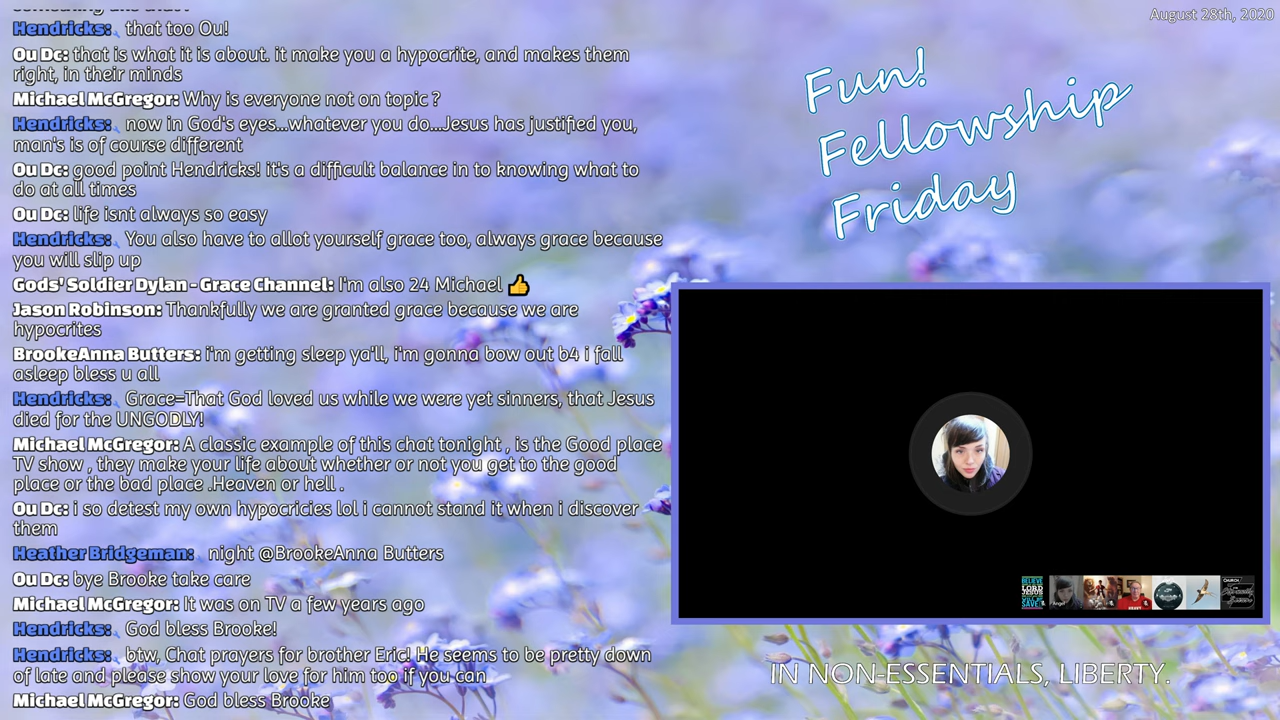 Hendricks: that too Ou!
Ou Dc: that is what it is about. it make you a hypocrite, and makes them
right, in their minds
Michael McGregor: Why is everyone not on topic ?
Hendricks: now in God's eyes...whatever you do...Jesus has justified you,
man's is of course different
Ou Dc: good point Hendricks! it's a difficult balance in to knowing what to
do at all times
Ou Dc: life isnt always so easy
Hendricks: You also have to allot yourself grace too, always grace because
you will slip up
Gods' Soldier Dylan - Grace Channel: I'm also 24 Michael 👍
Jason Robinson: Thankfully we are granted grace because we are
hypocrites
BrookeAnna Butters: i'm getting sleep ya'll, i'm gonna bow out b4 i fall
asleep bless u all
Hendricks: Grace=That God loved us while we were yet sinners, that Jesus
died for the UNGODLY!
Michael McGregor: A classic example of this chat tonight , is the Good place
TV show , they make your life about whether or not you get to the good
place or the bad place .Heaven or hell .
Ou Dc: i so detest my own hypocricies lol i cannot stand it when i discover
them
Heather Bridgeman: night @BrookeAnna Butters
Ou Dc: bye Brooke take care
Michael McGregor: It was on TV a few years ago
Hendricks: God bless Brooke!
Hendricks: btw, Chat prayers for brother Eric! He seems to be pretty down
of late and please show your love for him too if you can
Michael McGregor: God bless Brooke
August 28th, 2020
Fun!
Fellowship
Friday
BELIEVE
LORD
JESUS
SAVE
Angel
CHURCH
IN NON-ESSENTIALS, LIBERTY.